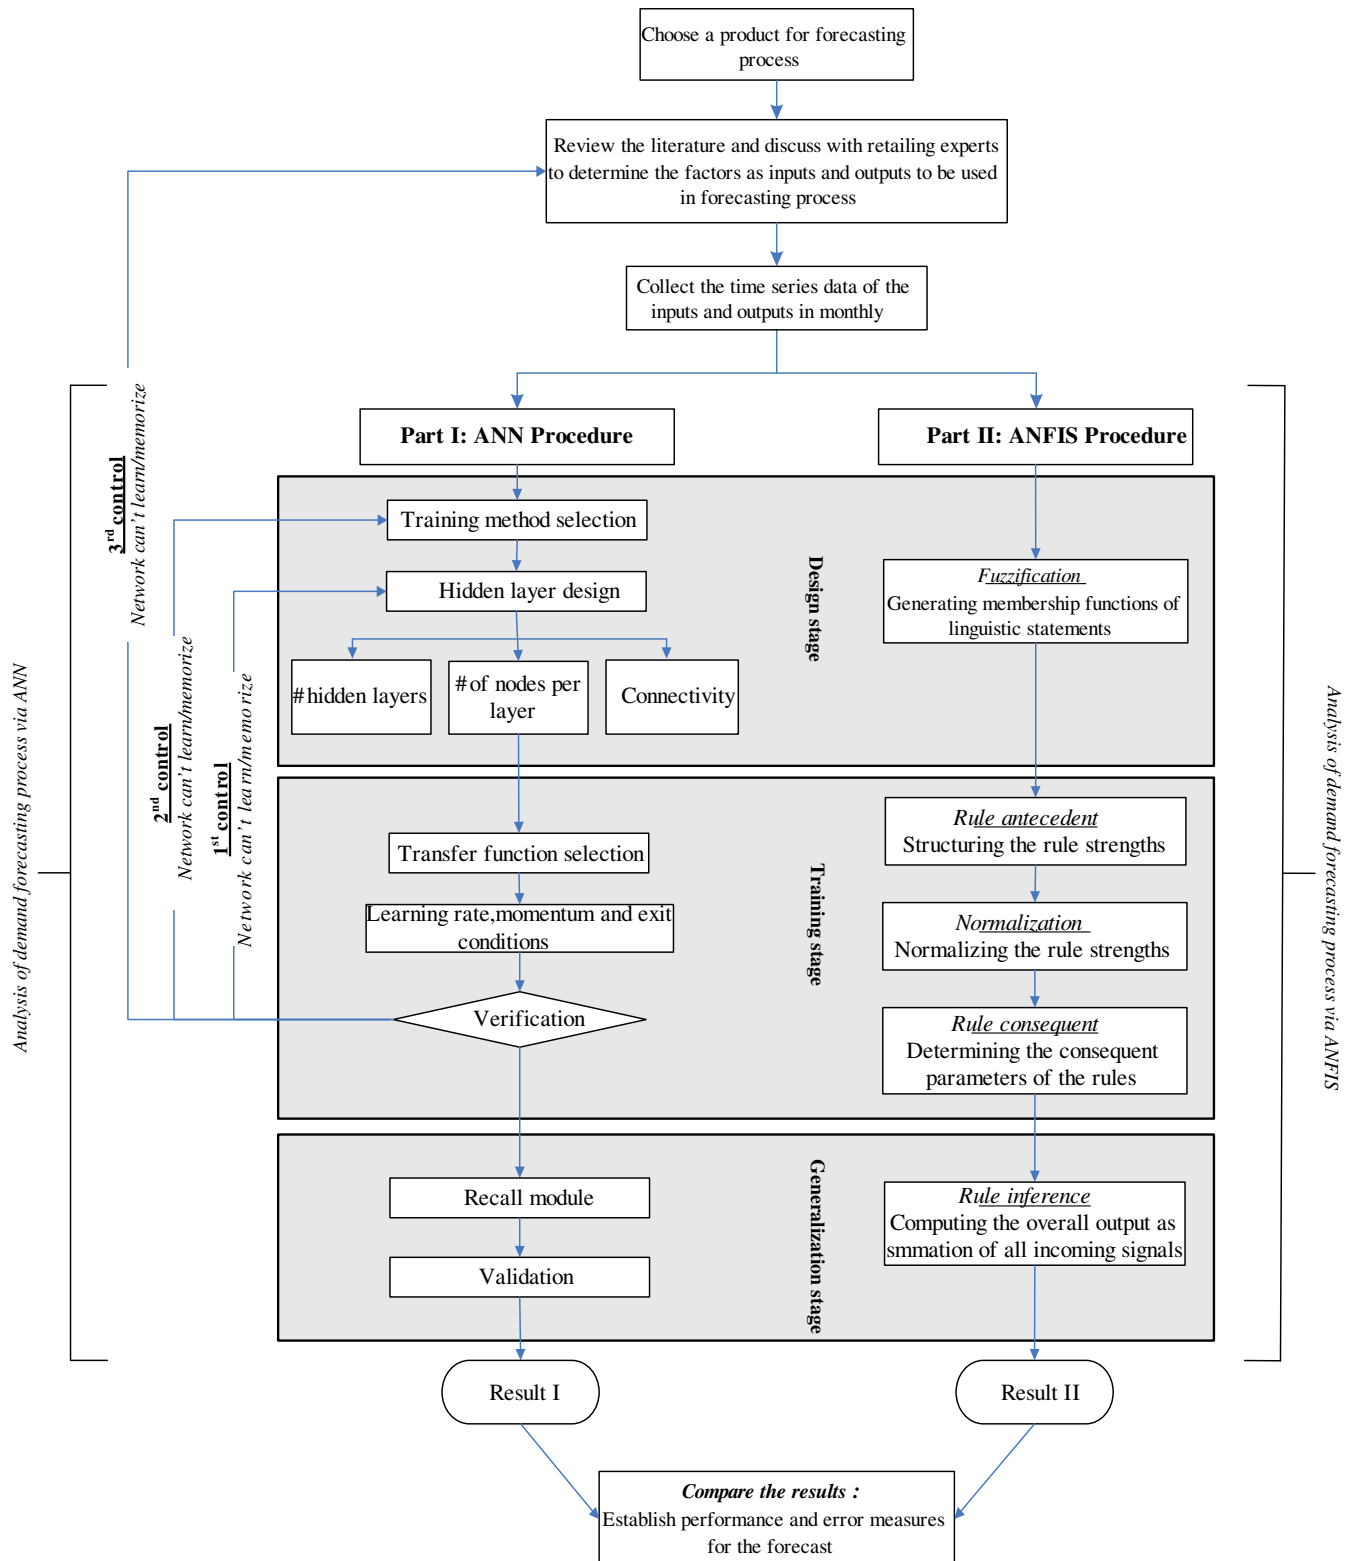 Choose a product for forecasting
process
Review the literature and discuss with retailing experts
to determine the factors as inputs and outputs to be used
in forecasting process
Collect the time series data of the
inputs and outputs in monthly
Analysis of demand forecasting process via ANN
3rd control
Network can't learn/memorize
2nd control
Network can't learn/memorize
1st control
Network can't learn/memorize
Part I: ANN Procedure
Training method selection
Hidden layer design
#hidden layers
# of nodes per
layer
Connectivity
Transfer function selection
Learning rate,momentum and exit
conditions
Verification
Recall module
Validation
Result I
Design stage
Training stage
Generalization stage
Part II: ANFIS Procedure
Fuzzification
Generating membership functions of
linguistic statements
Rule antecedent
Structuring the rule strengths
Normalization
Normalizing the rule strengths
Rule consequent
Determining the consequent
parameters of the rules
Rule inference
Computing the overall output as
smmation of all incoming signals
Result II
Analysis of demand forecasting process via ANFIS
Compare the results :
Establish performance and error measures
for the forecast